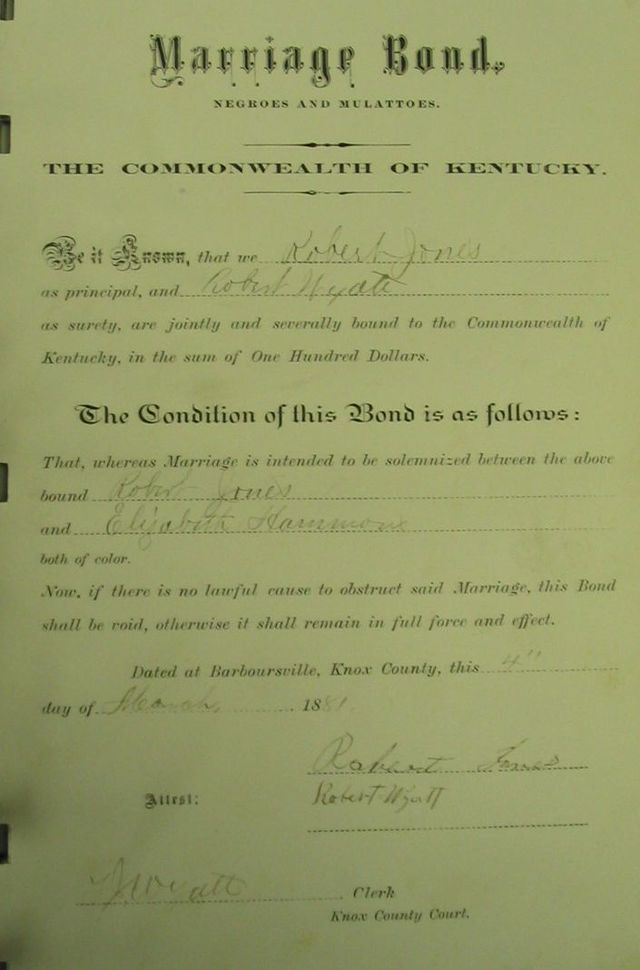 Marriage Bond.
NEGROES AND MULATTOES.
THE COMMONWEALTH OF KENTUCKY.
Be it Known, that we Robert Jones
as principal, and Robert Wyatt
as surety, are jointly and severally bound to the Commonwealth of
Kentucky, in the sum of One Hundred Dollars.
The Condition of this Bond is as follows:
That, whereas Marriage is intended to be solemnized between the above
bound Robert Jones
and Elizabeth Hammons
both of color.
Now, if there is no lawful cause to obstruct said Marriage, this Bond
shall be void, otherwise it shall remain in full force and effect.
Dated at Barboursville, Knox County, this 4"
day of March 1881.
Robert Jones
Attest: Robert Wyatt
Wyatt Clerk
Knox County Court.